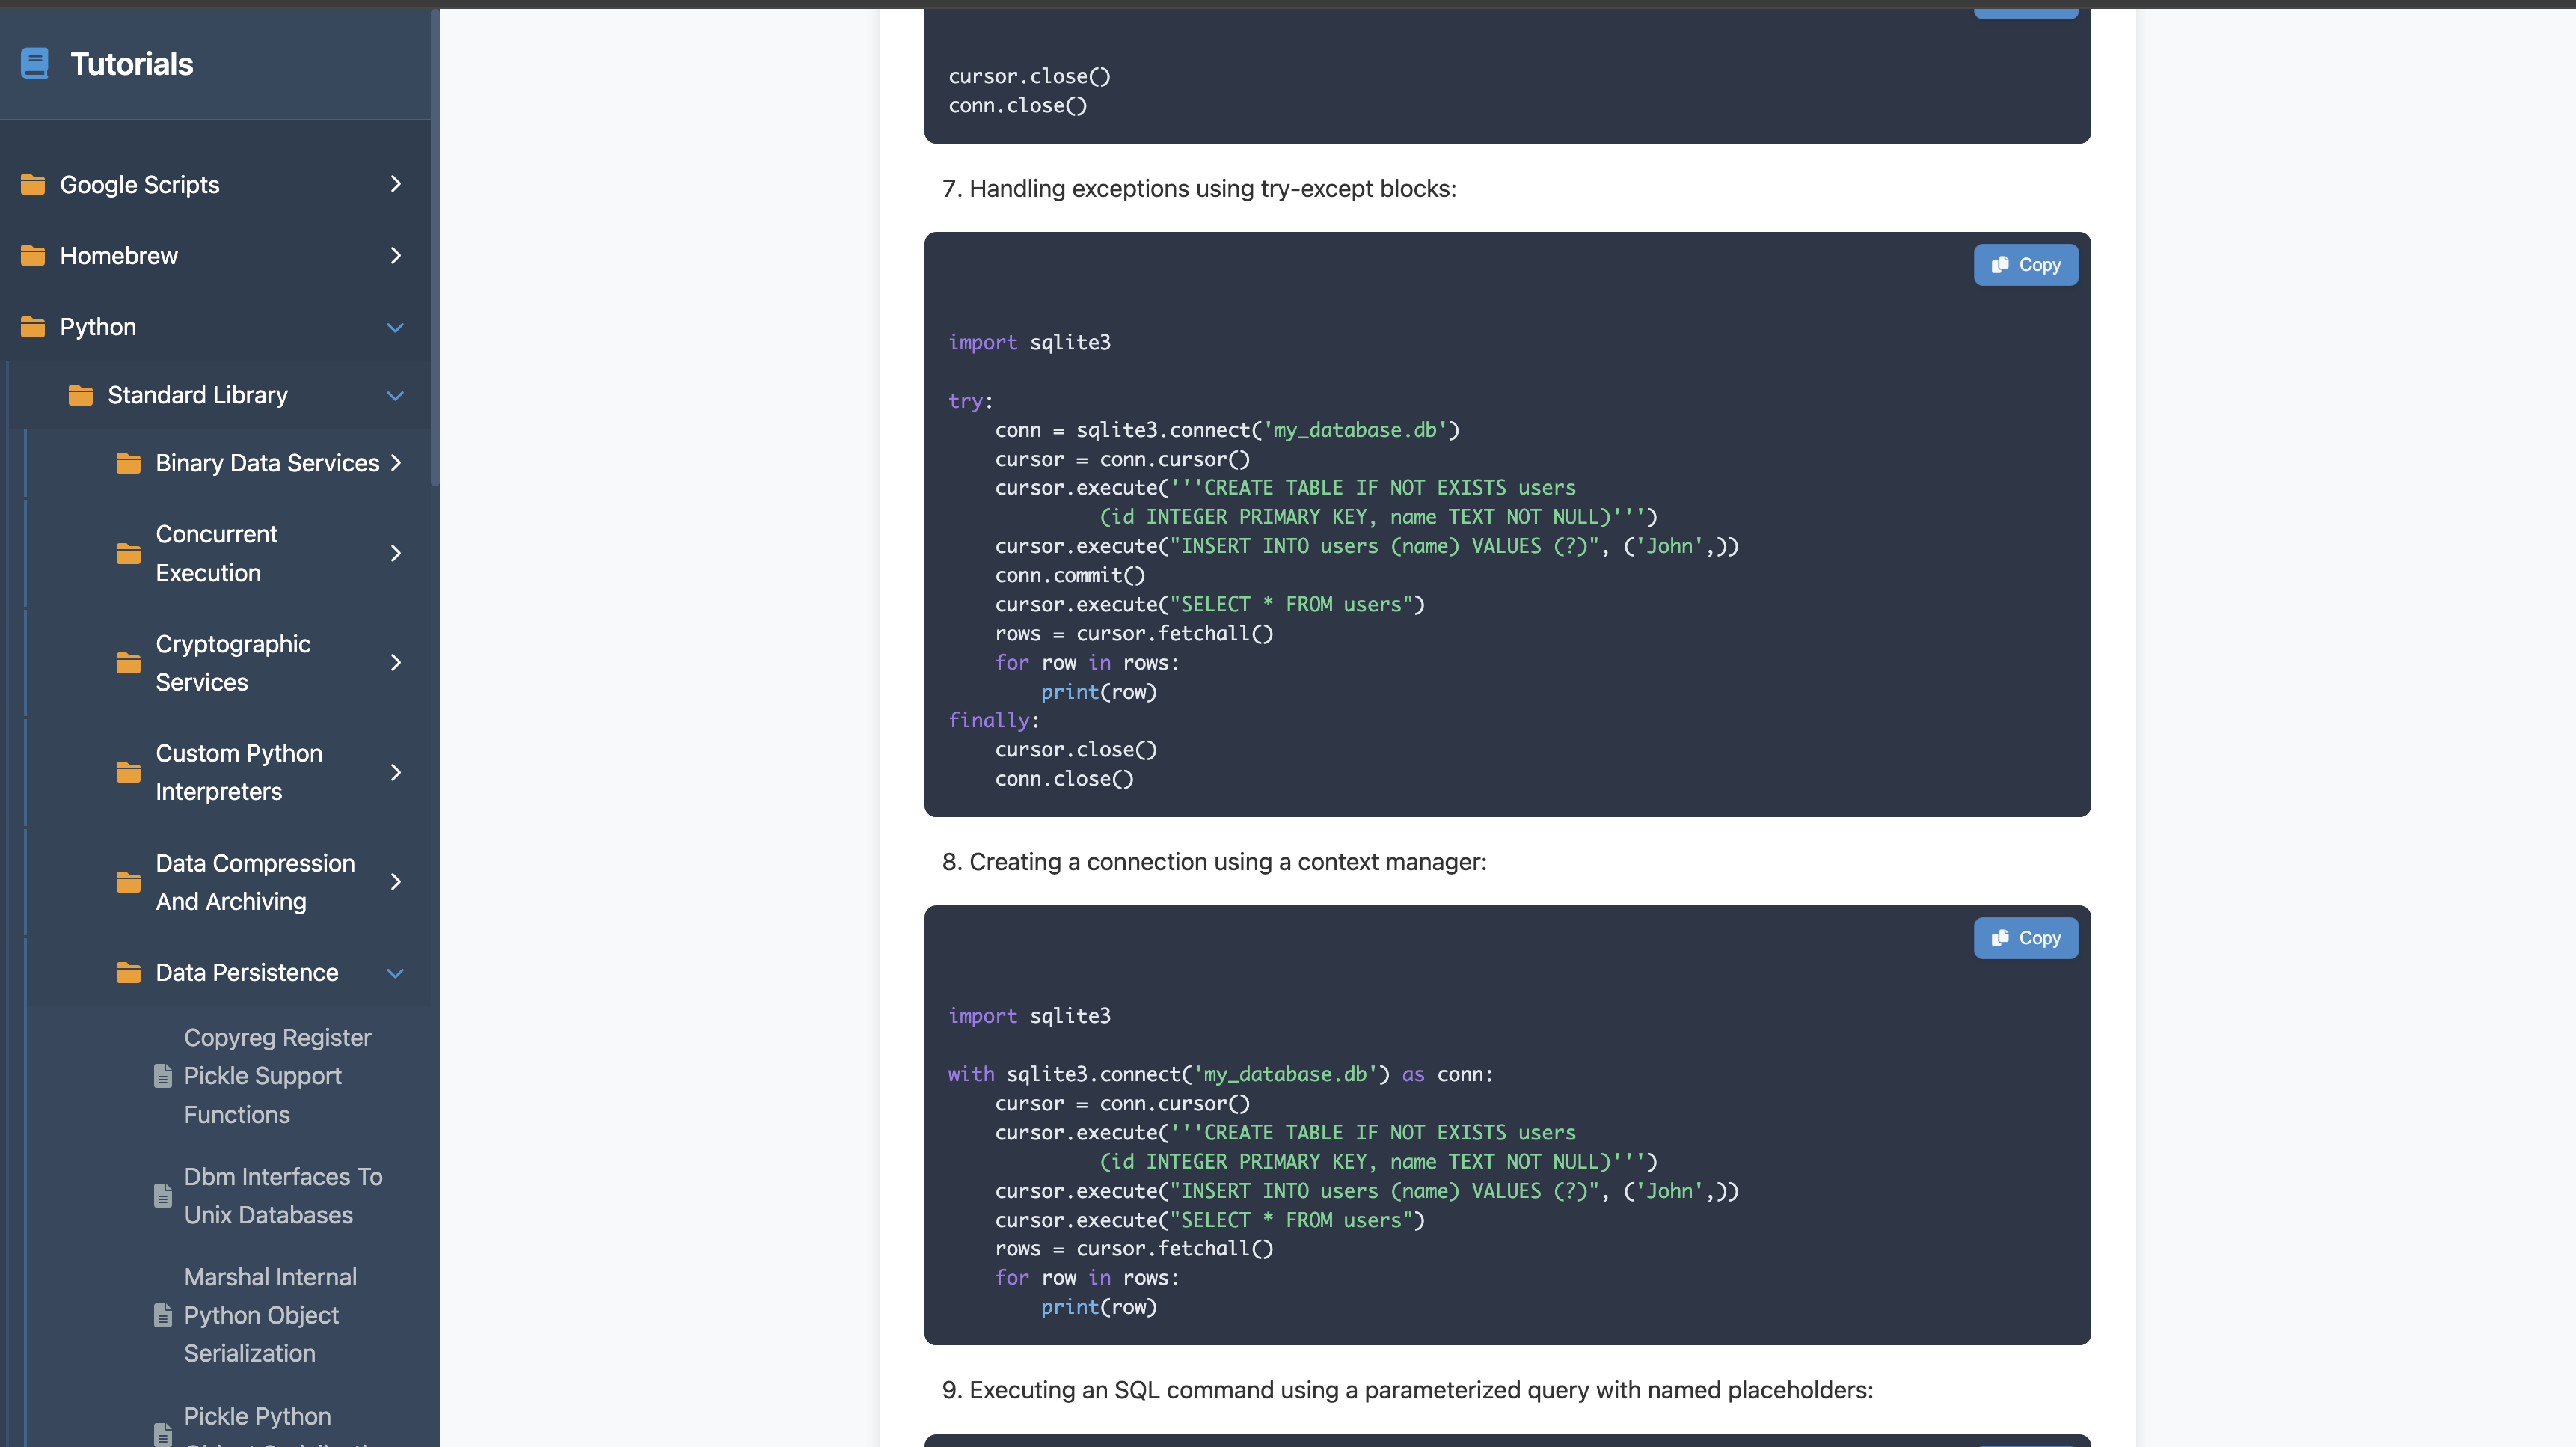 Tutorials
Google Scripts
Homebrew
Python
Standard Library
Binary Data Services
Concurrent
Execution
Cryptographic
Services
Custom Python
Interpreters
Data Compression
And Archiving
Data Persistence
Copyreg Register
Pickle Support
Functions
Dbm Interfaces To
Unix Databases
Marshal Internal
Python Object
Serialization
Pickle Python
cursor.close()
conn.close()
7. Handling exceptions using try-except blocks:
Copy
import sqlite3
try:
    conn = sqlite3.connect('my_database.db')
    cursor = conn.cursor()
    cursor.execute('''CREATE TABLE IF NOT EXISTS users
             (id INTEGER PRIMARY KEY, name TEXT NOT NULL)''')
    cursor.execute("INSERT INTO users (name) VALUES (?)", ('John',))
    conn.commit()
    cursor.execute("SELECT * FROM users")
    rows = cursor.fetchall()
    for row in rows:
        print(row)
finally:
    cursor.close()
    conn.close()
8. Creating a connection using a context manager:
Copy
import sqlite3
with sqlite3.connect('my_database.db') as conn:
    cursor = conn.cursor()
    cursor.execute('''CREATE TABLE IF NOT EXISTS users
             (id INTEGER PRIMARY KEY, name TEXT NOT NULL)''')
    cursor.execute("INSERT INTO users (name) VALUES (?)", ('John',))
    cursor.execute("SELECT * FROM users")
    rows = cursor.fetchall()
    for row in rows:
        print(row)
9. Executing an SQL command using a parameterized query with named placeholders: